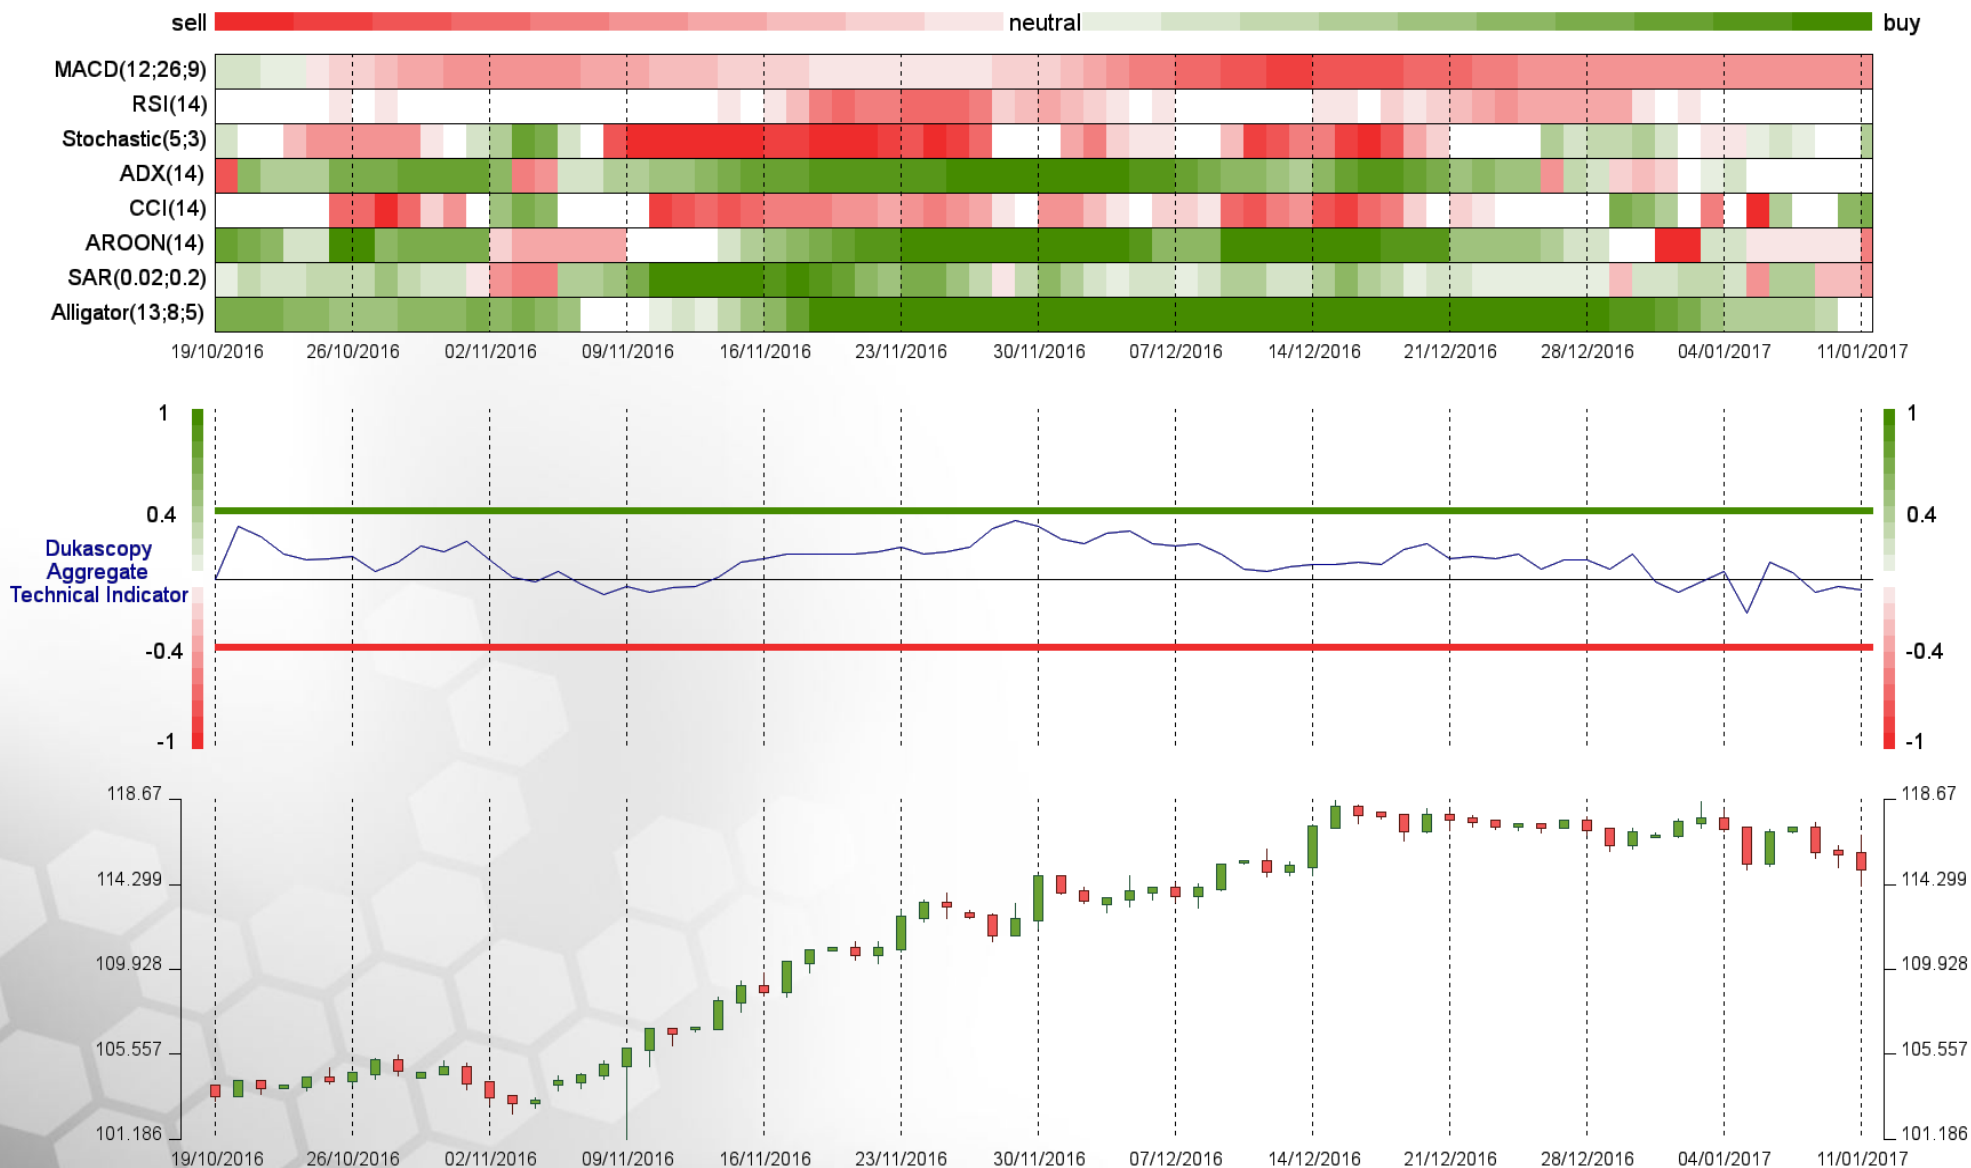 sell neutral buy
MACD(12;26;9)
RSI(14)
Stochastic(5;3)
ADX(14)
CCI(14)
AROON(14)
SAR(0.02;0.2)
Alligator(13;8;5)
19/10/2016 26/10/2016 02/11/2016 09/11/2016 16/11/2016 23/11/2016 30/11/2016 07/12/2016 14/12/2016 21/12/2016 28/12/2016 04/01/2017 11/01/2017
1 1
0.4 0.4
Dukascopy
Aggregate
Technical Indicator
-0.4 -0.4
-1 -1
118.67 118.67
114.299 114.299
109.928 109.928
105.557 105.557
101.186 101.186
19/10/2016 26/10/2016 02/11/2016 09/11/2016 16/11/2016 23/11/2016 30/11/2016 07/12/2016 14/12/2016 21/12/2016 28/12/2016 04/01/2017 11/01/2017